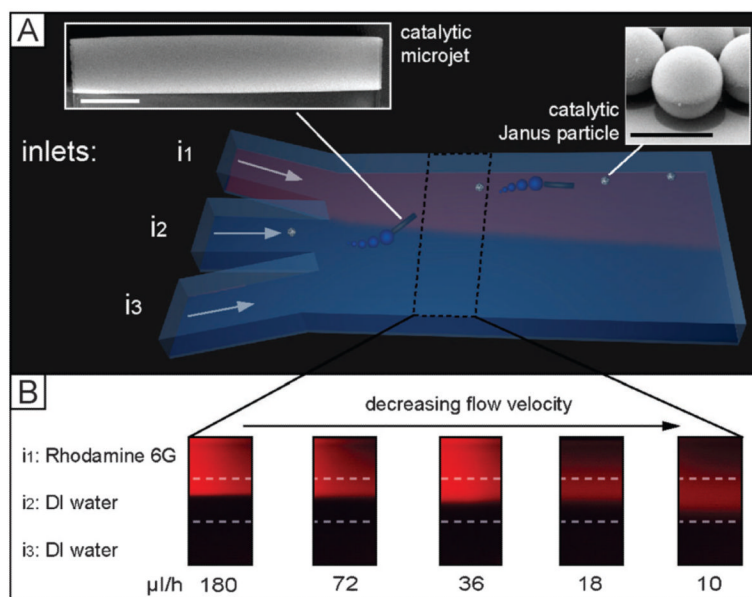 A
catalytic
microjet
catalytic
Janus particle
inlets:
i1
i2
i3
B
decreasing flow velocity
i1: Rhodamine 6G
i2: DI water
i3: DI water
µl/h 180 72 36 18 10